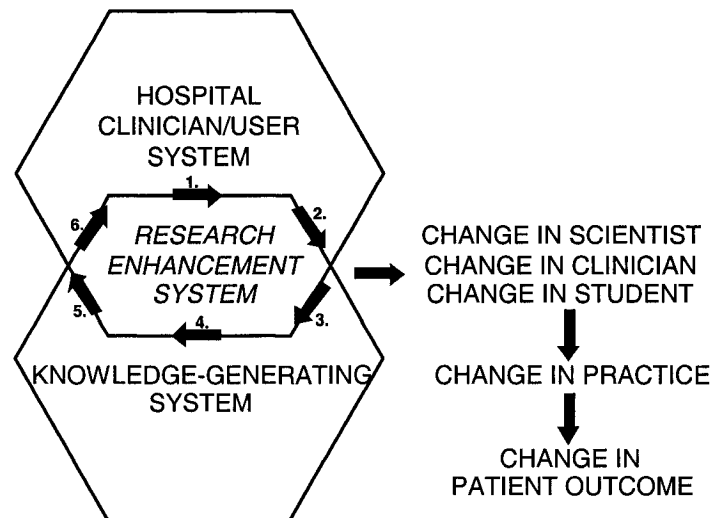 HOSPITAL
CLINICIAN/USER
SYSTEM
1.
6.
2.
RESEARCH
ENHANCEMENT
SYSTEM
5.
4.
3.
KNOWLEDGE-GENERATING
SYSTEM
CHANGE IN SCIENTIST
CHANGE IN CLINICIAN
CHANGE IN STUDENT
CHANGE IN PRACTICE
CHANGE IN
PATIENT OUTCOME